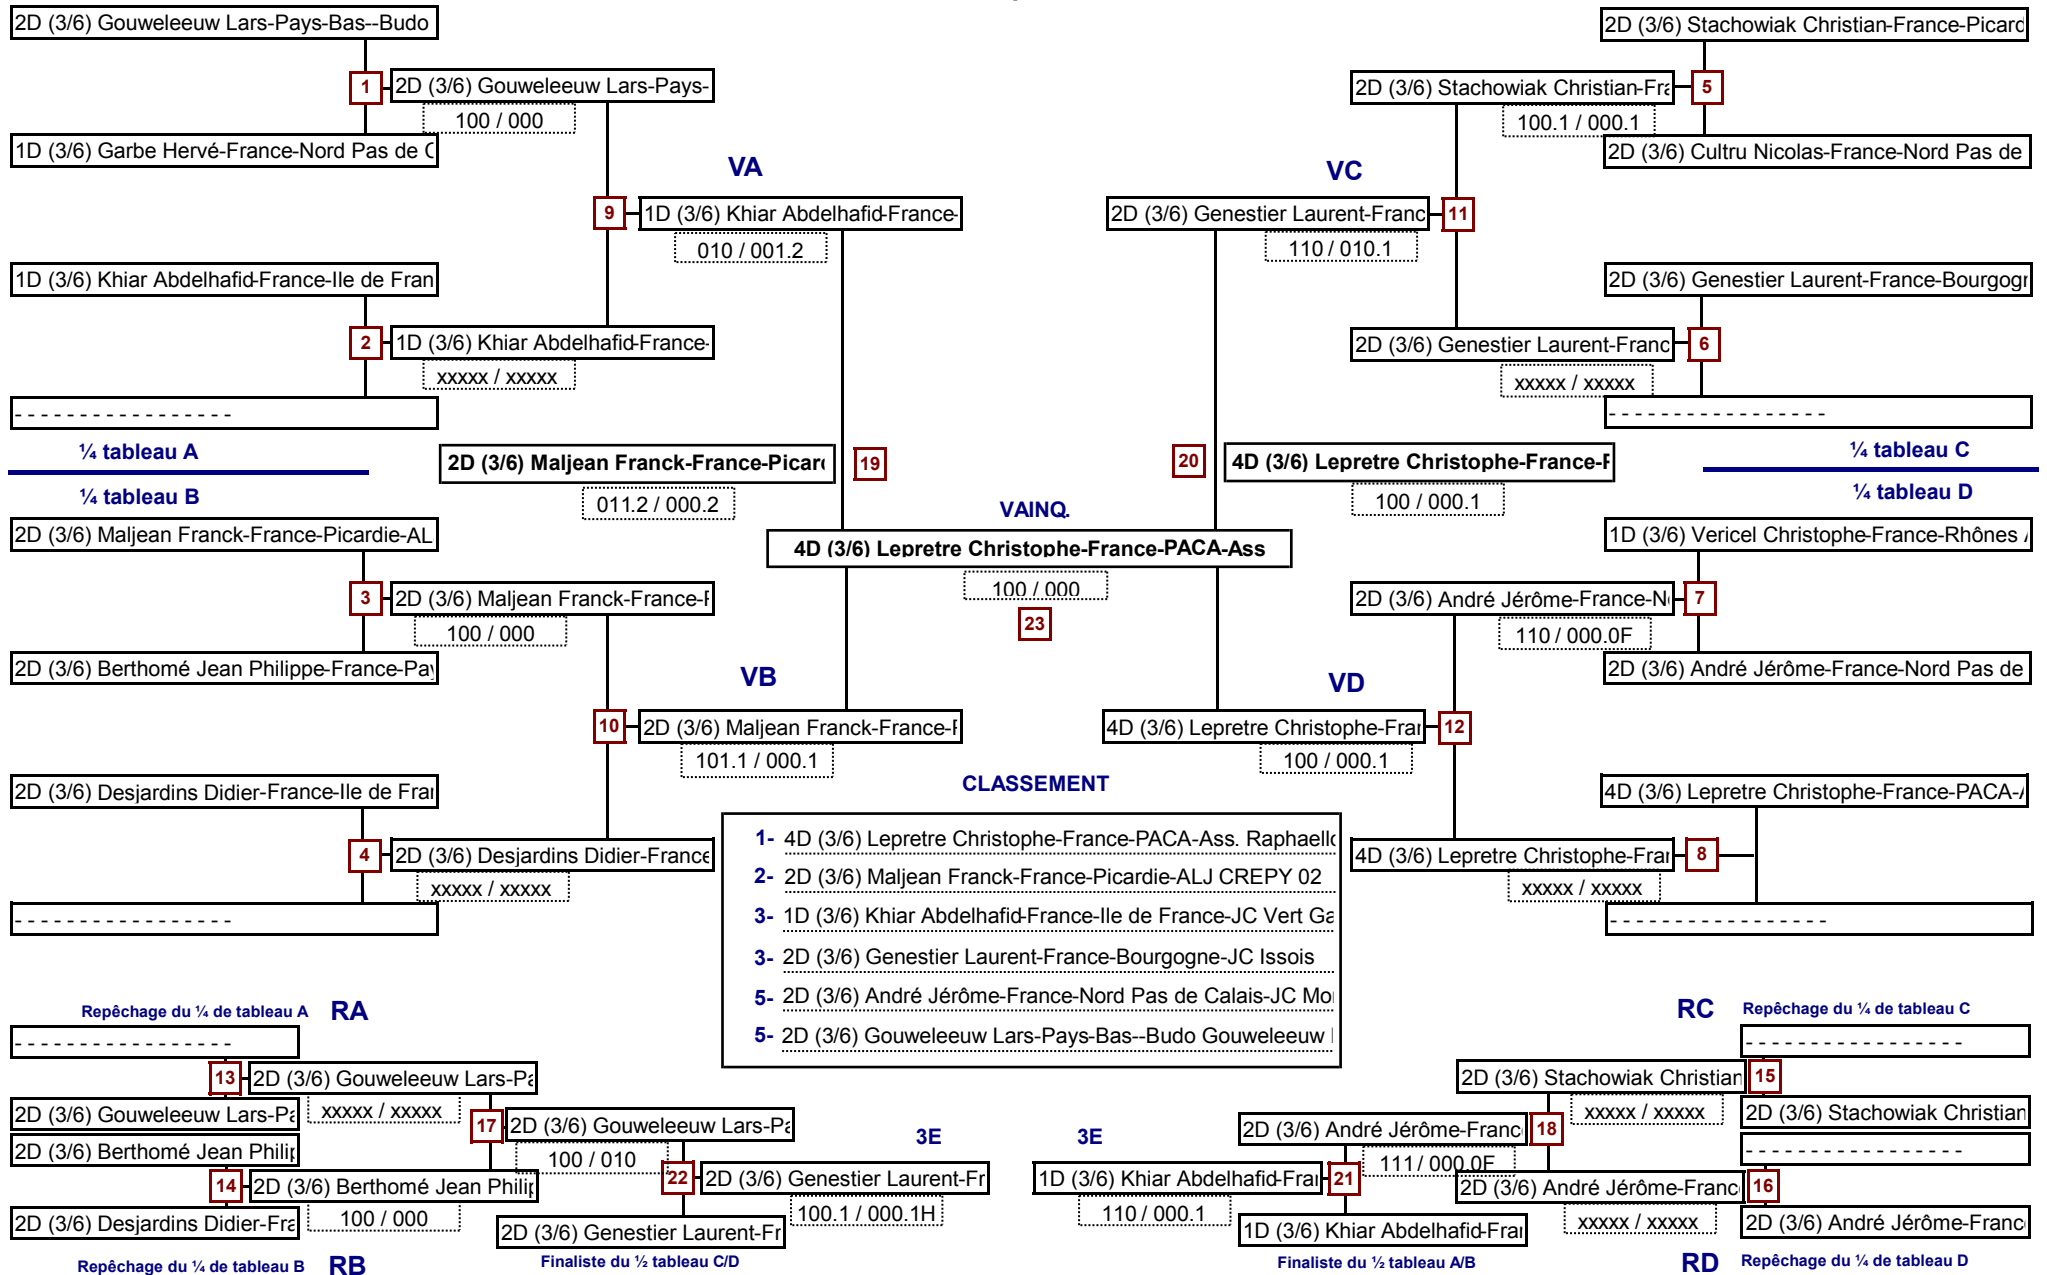 2D (3/6) Gouweleeuw Lars-Pays-Bas--Budo
2D (3/6) Stachowiak Christian-France-Picard
1
2D (3/6) Gouweleeuw Lars-Pays-
100 / 000
2D (3/6) Stachowiak Christian-Fra
5
100.1 / 000.1
1D (3/6) Garbe Hervé-France-Nord Pas de C
2D (3/6) Cultru Nicolas-France-Nord Pas de
VA
VC
9
1D (3/6) Khiar Abdelhafid-France-
010 / 001.2
2D (3/6) Genestier Laurent-Franc
11
110 / 010.1
1D (3/6) Khiar Abdelhafid-France-Ile de Fran
2D (3/6) Genestier Laurent-France-Bourgogn
2
1D (3/6) Khiar Abdelhafid-France-
xxxxx / xxxxx
2D (3/6) Genestier Laurent-Franc
6
xxxxx / xxxxx
- - - - - - - - - - - - - - - - -
- - - - - - - - - - - - - - - - -
¼ tableau A
¼ tableau B
2D (3/6) Maljean Franck-France-Picard
19
011.2 / 000.2
20
4D (3/6) Lepretre Christophe-France-P
100 / 000.1
¼ tableau C
¼ tableau D
VAINQ.
4D (3/6) Lepretre Christophe-France-PACA-Ass
100 / 000
23
2D (3/6) Maljean Franck-France-Picardie-AL
1D (3/6) Vericel Christophe-France-Rhônes A
3
2D (3/6) Maljean Franck-France-P
100 / 000
2D (3/6) André Jérôme-France-No
7
110 / 000.0F
2D (3/6) Berthomé Jean Philippe-France-Pay
2D (3/6) André Jérôme-France-Nord Pas de
VB
VD
10
2D (3/6) Maljean Franck-France-P
101.1 / 000.1
4D (3/6) Lepretre Christophe-Fran
12
100 / 000.1
2D (3/6) Desjardins Didier-France-Ile de Fran
4D (3/6) Lepretre Christophe-France-PACA-A
4
2D (3/6) Desjardins Didier-France
xxxxx / xxxxx
4D (3/6) Lepretre Christophe-Fran
8
xxxxx / xxxxx
- - - - - - - - - - - - - - - - -
- - - - - - - - - - - - - - - - -
CLASSEMENT
1- 4D (3/6) Lepretre Christophe-France-PACA-Ass. Raphaello
2- 2D (3/6) Maljean Franck-France-Picardie-ALJ CREPY 02
3- 1D (3/6) Khiar Abdelhafid-France-Ile de France-JC Vert Ga
3- 2D (3/6) Genestier Laurent-France-Bourgogne-JC Issois
5- 2D (3/6) André Jérôme-France-Nord Pas de Calais-JC Mo
5- 2D (3/6) Gouweleeuw Lars-Pays-Bas--Budo Gouweleeuw
Repêchage du ¼ de tableau A RA
- - - - - - - - - - - - - - - - -
13
2D (3/6) Gouweleeuw Lars-Pa
2D (3/6) Gouweleeuw Lars-Pa
xxxxx / xxxxx
2D (3/6) Berthomé Jean Philip
17
2D (3/6) Gouweleeuw Lars-Pa
100 / 010
14
2D (3/6) Berthomé Jean Philip
100 / 000
2D (3/6) Desjardins Didier-Fra
22
2D (3/6) Genestier Laurent-Fr
100.1 / 000.1H
2D (3/6) Genestier Laurent-Fr
Repêchage du ¼ de tableau B RB
Finaliste du ½ tableau C/D
3E
3E
RC Repêchage du ¼ de tableau C
- - - - - - - - - - - - - - - - -
2D (3/6) Stachowiak Christian
15
xxxxx / xxxxx
2D (3/6) Stachowiak Christian
2D (3/6) André Jérôme-Franc
18
111 / 000.0F
- - - - - - - - - - - - - - - - -
1D (3/6) Khiar Abdelhafid-Fran
21
110 / 000.1
2D (3/6) André Jérôme-Franc
16
xxxxx / xxxxx
2D (3/6) André Jérôme-Franc
1D (3/6) Khiar Abdelhafid-Fran
Finaliste du ½ tableau A/B
RD Repêchage du ¼ de tableau D